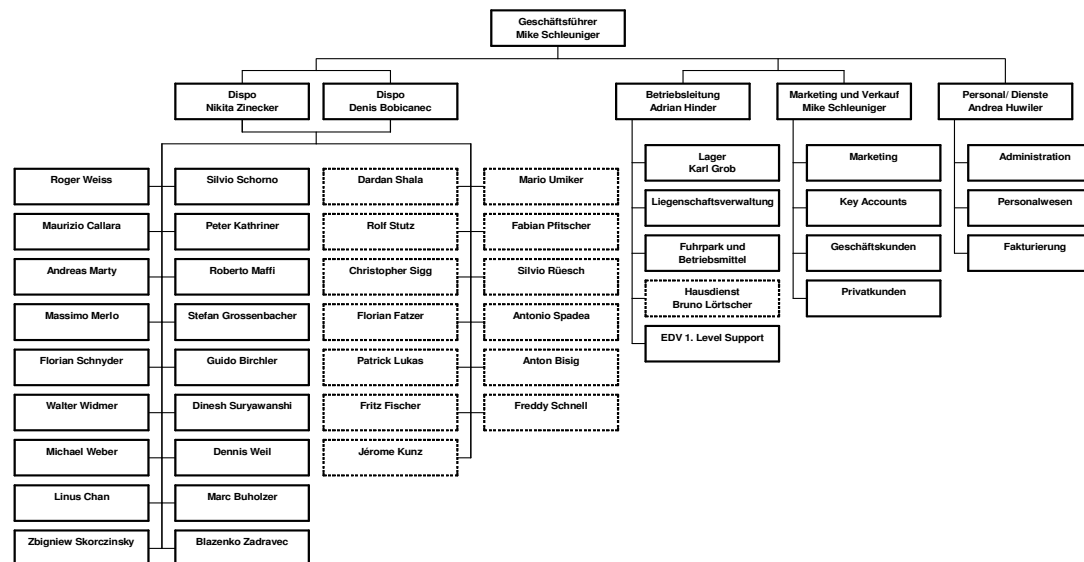 Geschäftsführer
Mike Schleuniger
Dispo
Nikita Zinecker
Dispo
Denis Bobicanec
Betriebsleitung
Adrian Hinder
Marketing und Verkauf
Mike Schleuniger
Personal/ Dienste
Andrea Huwiler
Roger Weiss
Silvio Schorno
Dardan Shala
Mario Umiker
Lager
Karl Grob
Marketing
Administration
Maurizio Callara
Peter Kathriner
Rolf Stutz
Fabian Pfitscher
Liegenschaftsverwaltung
Key Accounts
Personalwesen
Andreas Marty
Roberto Maffi
Christopher Sigg
Silvio Rüesch
Fuhrpark und
Betriebsmittel
Geschäftskunden
Fakturierung
Massimo Merlo
Stefan Grossenbacher
Florian Fatzer
Antonio Spadea
Hausdienst
Bruno Lörtscher
Privatkunden
Florian Schnyder
Guido Birchler
Patrick Lukas
Anton Bisig
EDV 1. Level Support
Walter Widmer
Dinesh Suryawanshi
Fritz Fischer
Freddy Schnell
Michael Weber
Dennis Weil
Jérome Kunz
Linus Chan
Marc Buholzer
Zbigniew Skorczinsky
Blazenko Zadravec